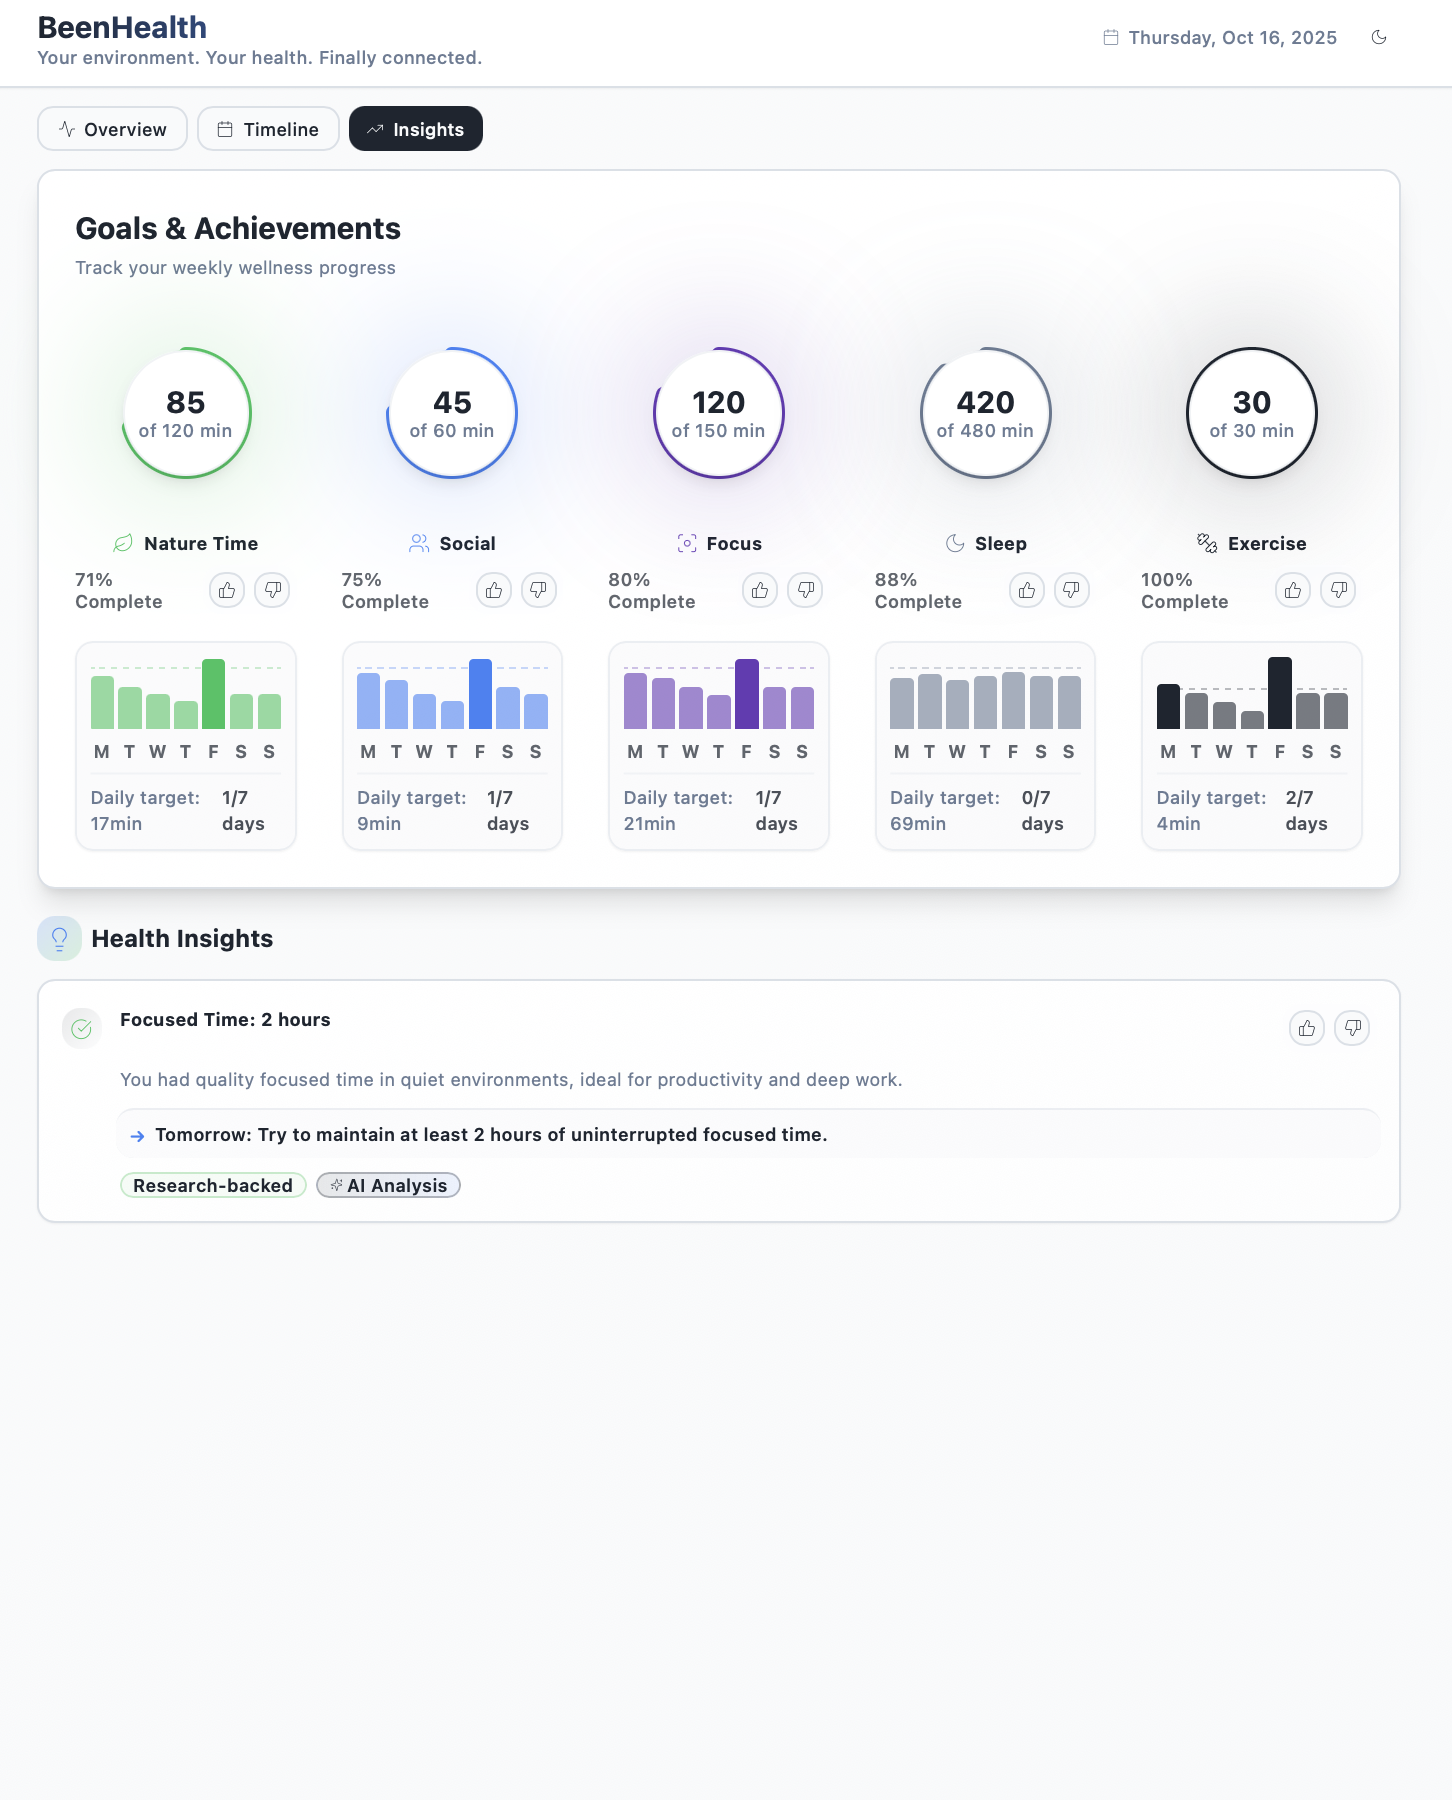 BeenHealth
Your environment. Your health. Finally connected.
Thursday, Oct 16, 2025
Overview
Timeline
Insights
Goals & Achievements
Track your weekly wellness progress
85
of 120 min
Nature Time
71%
Complete
M T W T F S S
Daily target:
17min
1/7
days
45
of 60 min
Social
75%
Complete
M T W T F S S
Daily target:
9min
1/7
days
120
of 150 min
Focus
80%
Complete
M T W T F S S
Daily target:
21min
1/7
days
420
of 480 min
Sleep
88%
Complete
M T W T F S S
Daily target:
69min
0/7
days
30
of 30 min
Exercise
100%
Complete
M T W T F S S
Daily target:
4min
2/7
days
Health Insights
Focused Time: 2 hours
You had quality focused time in quiet environments, ideal for productivity and deep work.
Tomorrow: Try to maintain at least 2 hours of uninterrupted focused time.
Research-backed
AI Analysis